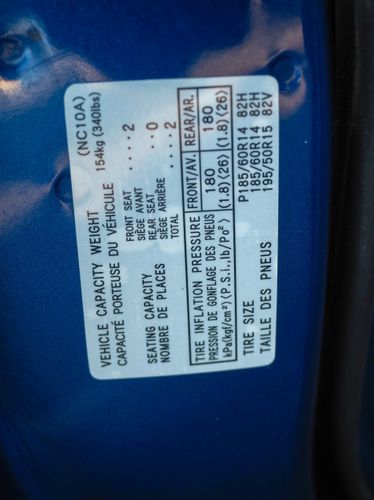 (NC10A)
VEHICLE CAPACITY WEIGHT 154kg (340lbs)
CAPACITÉ PORTEUSE DU VÉHICULE
SEATING CAPACITY
NOMBRE DE PLACES
FRONT SEAT
SIÈGE AVANT ....2
REAR SEAT
SIÈGE ARRIÈRE ..0
TOTAL ....2
TIRE INFLATION PRESSURE FRONT/AV. REAR/AR.
PRESSION DE GONFLAGE DES PNEUS 180 180
kPa(kgf/cm²)⟨P.S.i.,lb/Po²⟩ (1.8)⟨26⟩ (1.8)⟨26⟩
TIRE SIZE P185/60R14 82H
TAILLE DES PNEUS 185/60R14 82H
195/50R15 82V